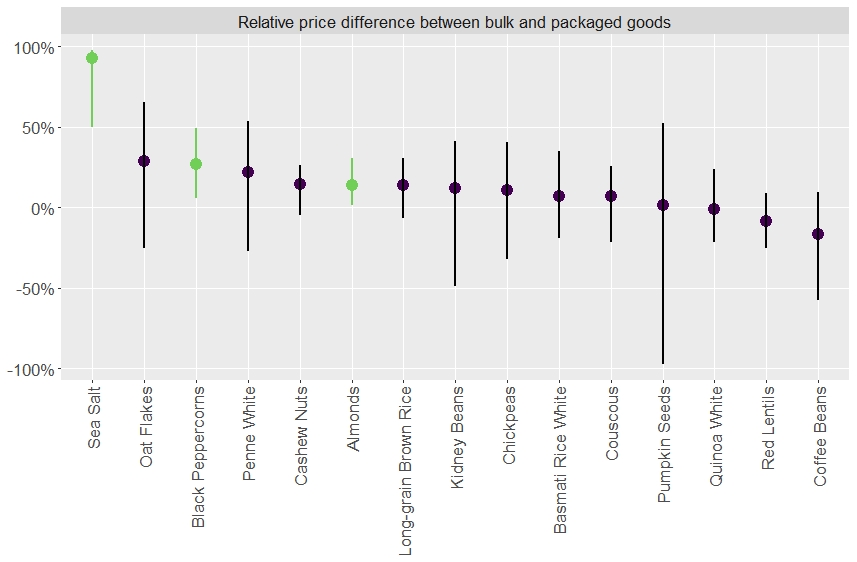 Relative price difference between bulk and packaged goods
100%
50%
0%
-50%
-100%
Sea Salt
Oat Flakes
Black Peppercorns
Penne White
Cashew Nuts
Almonds
Long-grain Brown Rice
Kidney Beans
Chickpeas
Basmati Rice White
Couscous
Pumpkin Seeds
Quinoa White
Red Lentils
Coffee Beans